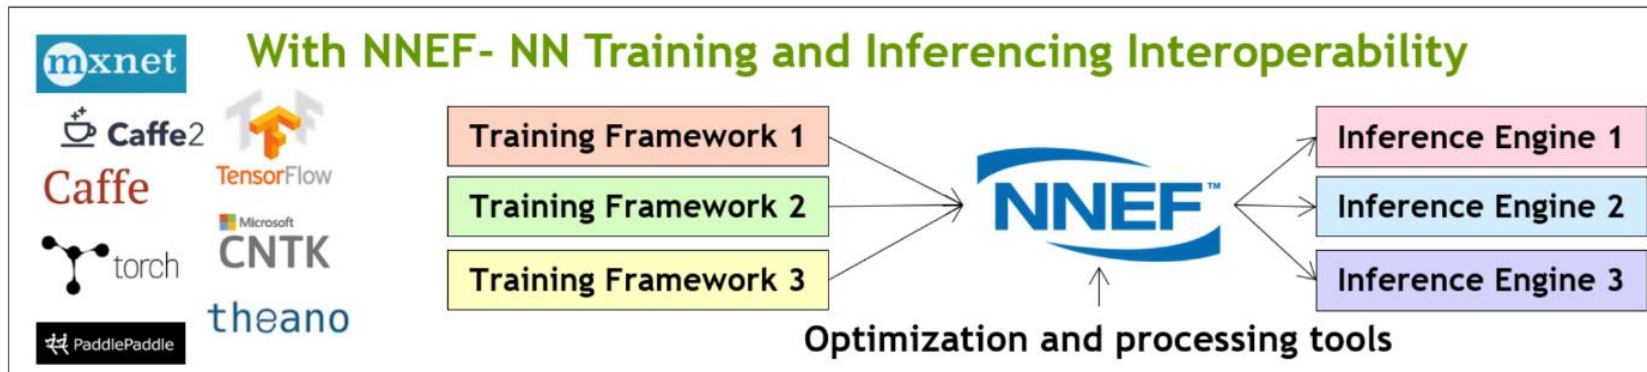 With NNEF- NN Training and Inferencing Interoperability
mxnet
Caffe2
TensorFlow
Caffe
Microsoft
CNTK
torch
theano
PaddlePaddle
Training Framework 1
Training Framework 2
Training Framework 3
NNEF™
Optimization and processing tools
Inference Engine 1
Inference Engine 2
Inference Engine 3